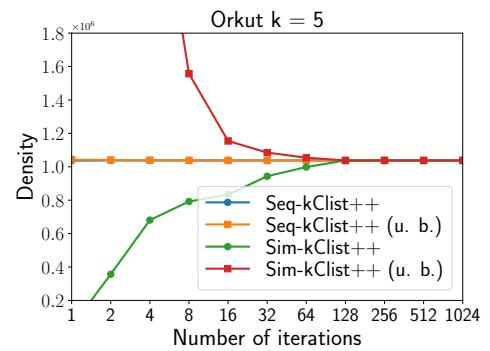 Orkut k = 5
×10⁶
Density
1.8
1.6
1.4
1.2
1.0
0.8
0.6
0.4
0.2
Seq-kClist++
Seq-kClist++ (u. b.)
Sim-kClist++
Sim-kClist++ (u. b.)
1 2 4 8 16 32 64 128 256 512 1024
Number of iterations